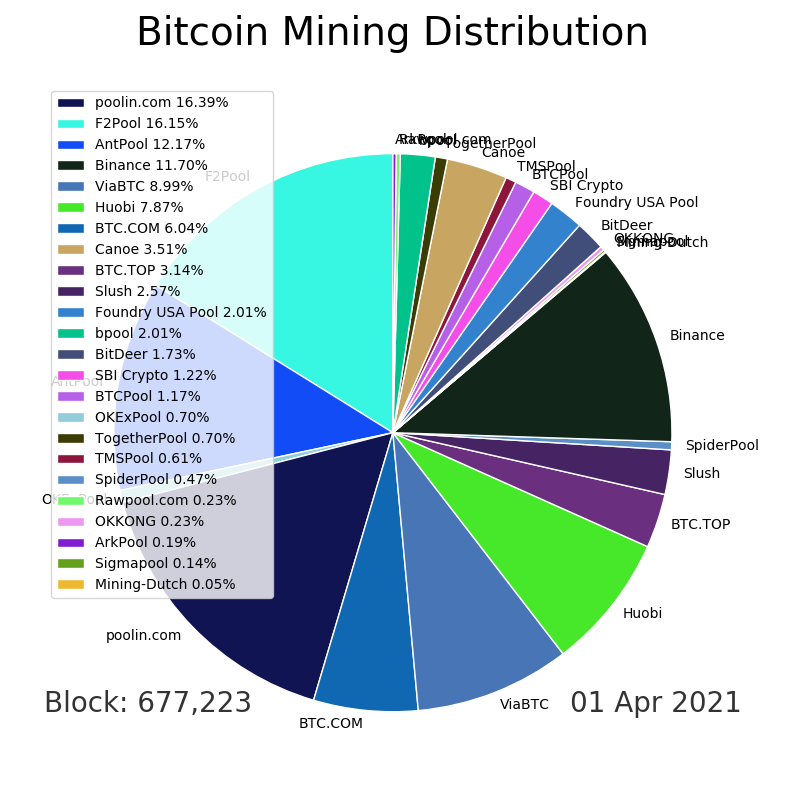 Bitcoin Mining Distribution
poolin.com 16.39%
F2Pool 16.15%
AntPool 12.17%
Binance 11.70%
ViaBTC 8.99%
Huobi 7.87%
BTC.COM 6.04%
Canoe 3.51%
BTC.TOP 3.14%
Slush 2.57%
Foundry USA Pool 2.01%
bpool 2.01%
BitDeer 1.73%
SBI Crypto 1.22%
BTCPool 1.17%
OKExPool 0.70%
TogetherPool 0.70%
TMSPool 0.61%
SpiderPool 0.47%
Rawpool.com 0.23%
OKKONG 0.23%
ArkPool 0.19%
Sigmapool 0.14%
Mining-Dutch 0.05%
ArkPool
Rawpool.com
bpool
TogetherPool
Canoe
TMSPool
BTCPool
SBI Crypto
Foundry USA Pool
BitDeer
OKKONG
Sigmapool
Mining-Dutch
Binance
SpiderPool
Slush
BTC.TOP
Huobi
ViaBTC
BTC.COM
poolin.com
OKExPool
AntPool
F2Pool
Block: 677,223
01 Apr 2021